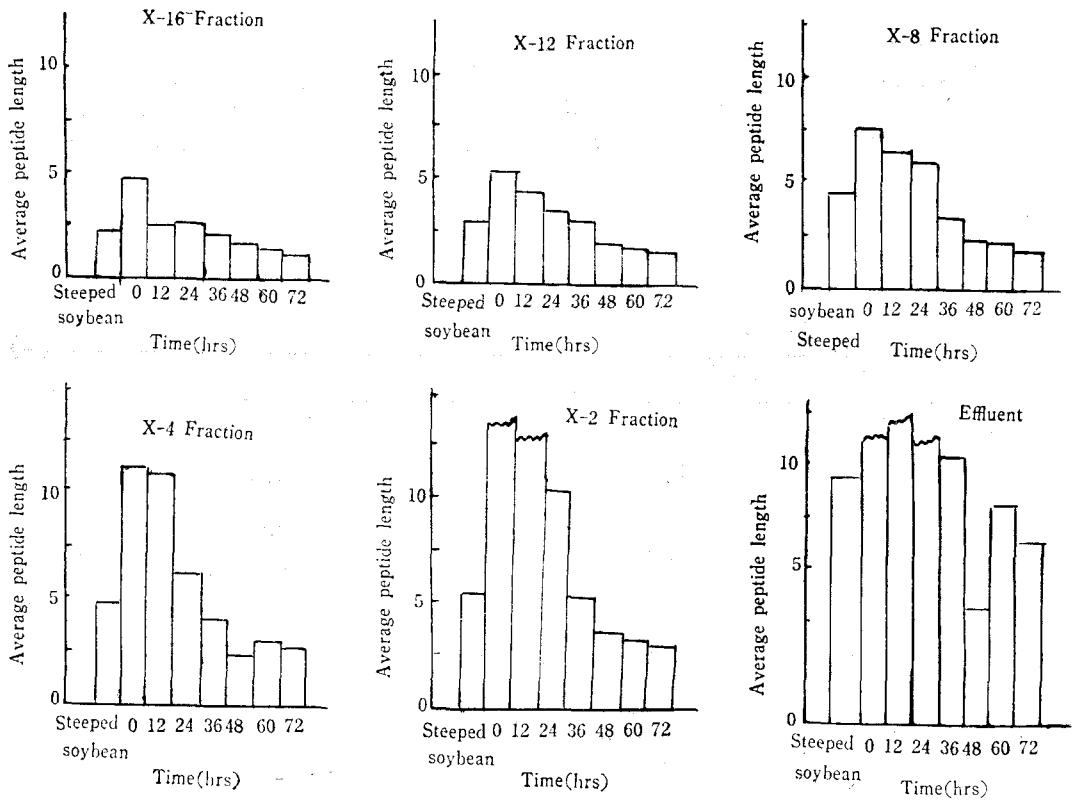 X-16 Fraction
Average peptide length
10
5
0
Steeped 0 12 24 36 48 60 72
soybean
Time(hrs)
X-12 Fraction
Average peptide length
10
5
0
Steeped 0 12 24 36 48 60 72
soybean
Time(hrs)
X-8 Fraction
Average peptide length
10
5
0
soybean 0 12 24 36 48 60 72
Steeped
Time(hrs)
X-4 Fraction
Average peptide length
10
5
0
Steeped 0 12 24 36 48 60 72
soybean
Time(hrs)
X-2 Fraction
Average peptide length
10
5
0
Steeped 0 12 24 36 48 60 72
soybean
Time(hrs)
Effluent
Average peptide length
10
5
0
Steeped 0 12 24 36 48 60 72
soybean
Time(hrs)